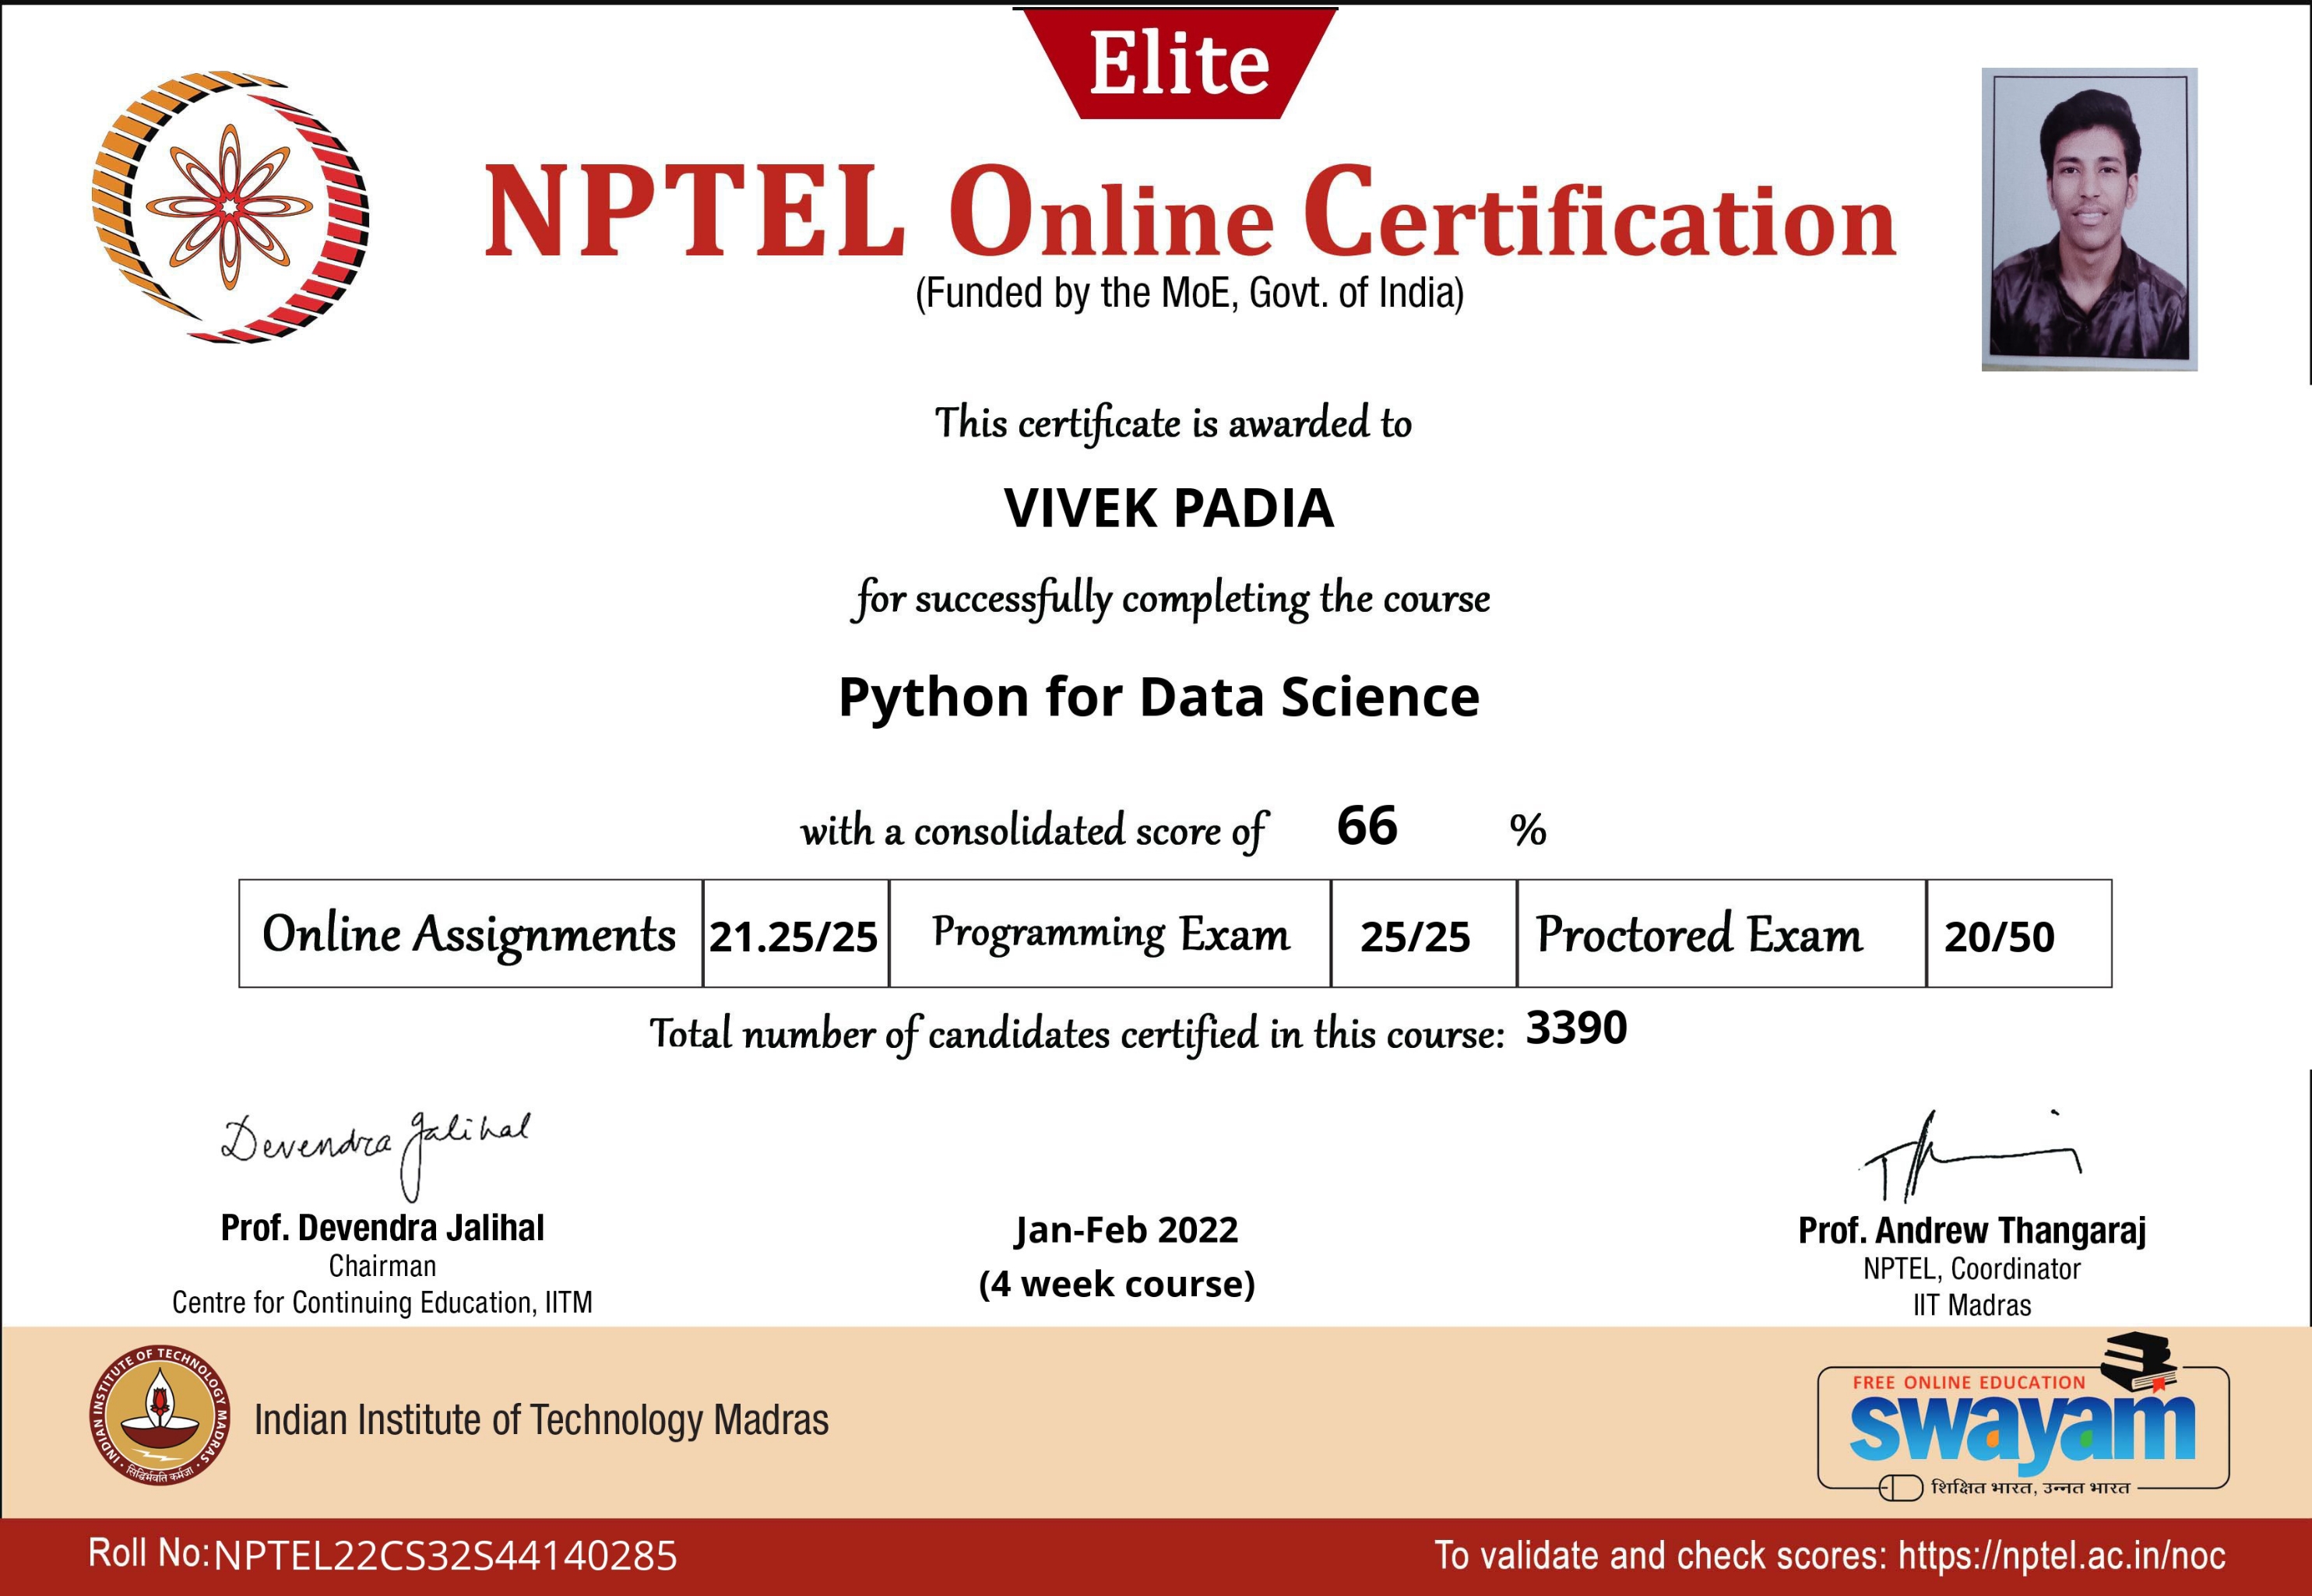 Elite
NPTEL Online Certification
(Funded by the MoE, Govt. of India)
This certificate is awarded to
VIVEK PADIA
for successfully completing the course
Python for Data Science
with a consolidated score of 66 %
Online Assignments 21.25/25 Programming Exam 25/25 Proctored Exam 20/50
Total number of candidates certified in this course: 3390
Devendra Jalihal
Prof. Devendra Jalihal
Chairman
Centre for Continuing Education, IITM
Jan-Feb 2022
(4 week course)
Prof. Andrew Thangaraj
NPTEL, Coordinator
IIT Madras
INDIAN INSTITUTE OF TECHNOLOGY MADRAS
सिद्धिर्भवति कर्मजा
Indian Institute of Technology Madras
FREE ONLINE EDUCATION
swayam
शिक्षित भारत, उन्नत भारत
Roll No:NPTEL22CS32S44140285
To validate and check scores: https://nptel.ac.in/noc